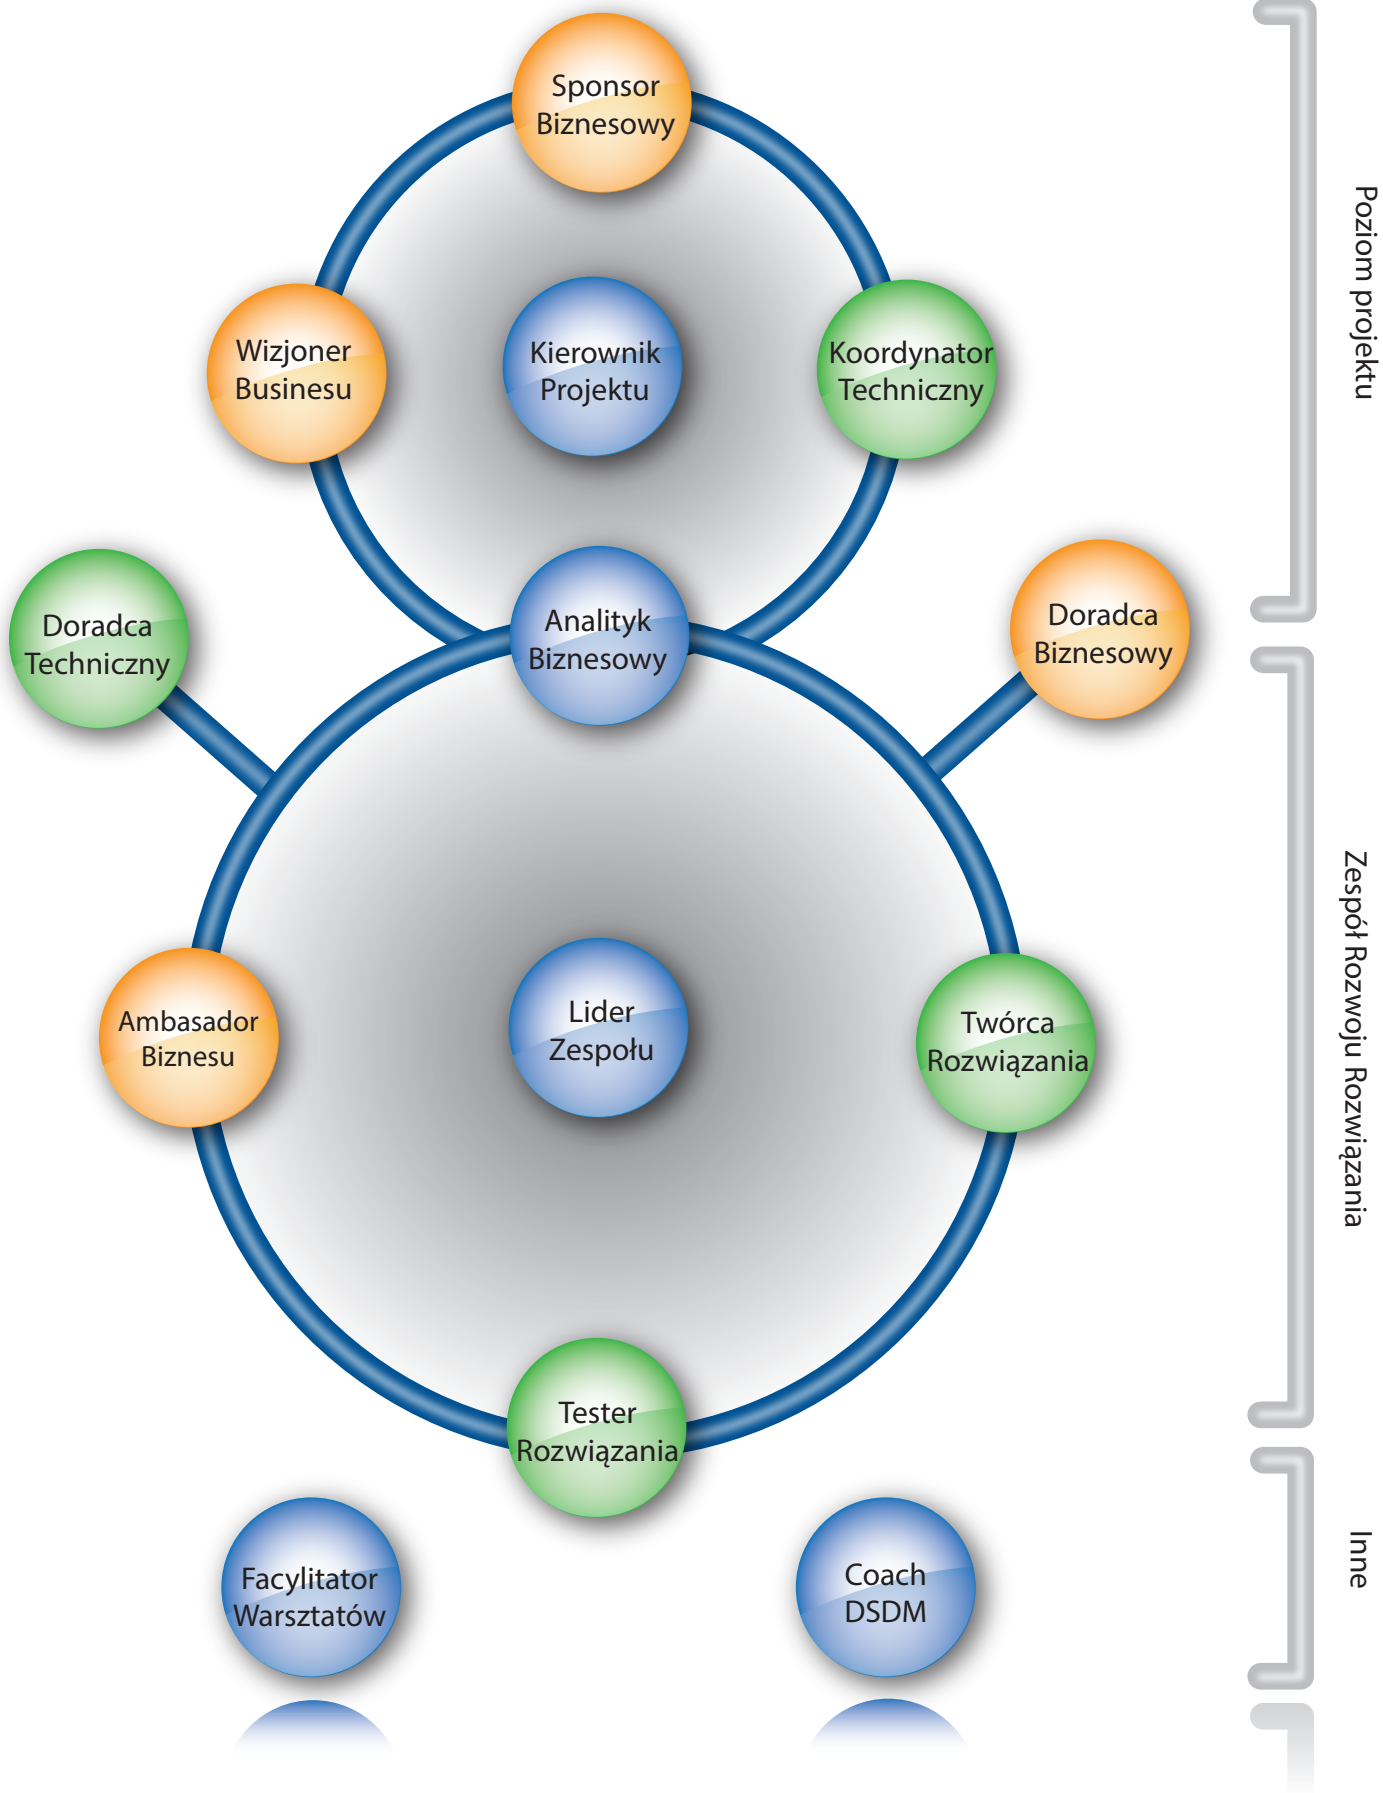 Sponsor
Biznesowy
Wizjoner
Businesu
Kierownik
Projektu
Koordynator
Techniczny
Poziom projektu
Doradca
Techniczny
Analityk
Biznesowy
Doradca
Biznesowy
Ambasador
Biznesu
Lider
Zespołu
Twórca
Rozwiązania
Zespół Rozwoju Rozwiązania
Tester
Rozwiązania
Facylitator
Warsztatów
Coach
DSDM
Inne